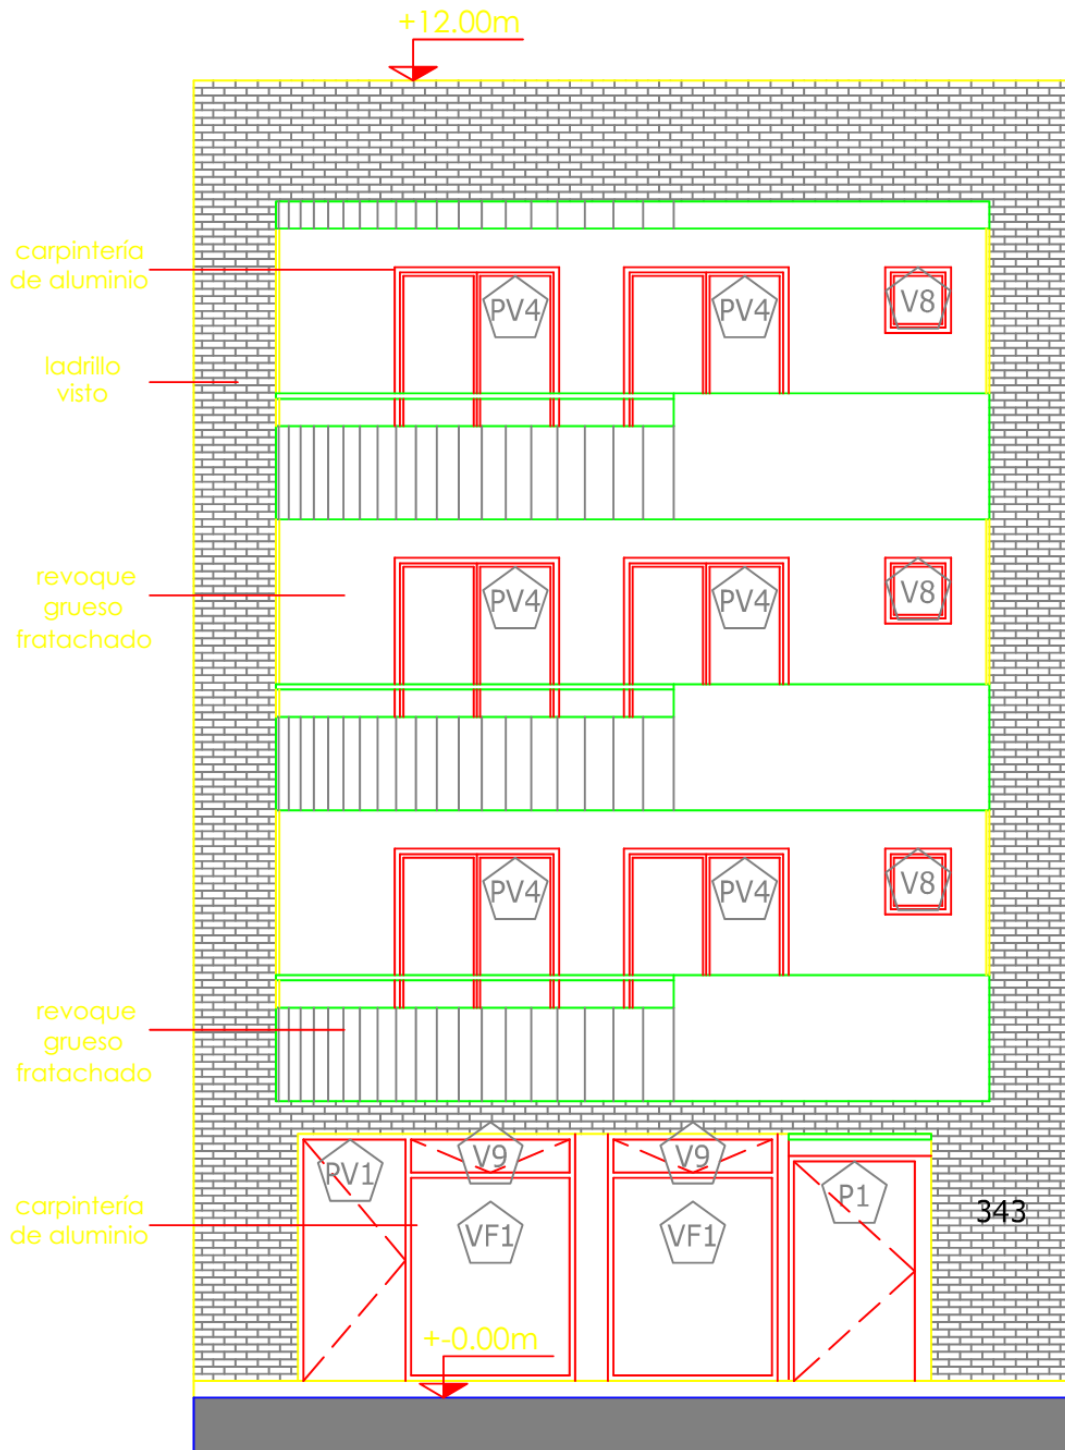 +12.00m
carpintería
de aluminio
PV4
PV4
V8
ladrillo
visto
revoque
grueso
fratachado
PV4
PV4
V8
PV4
PV4
V8
revoque
grueso
fratachado
V9
V9
PV1
P1
carpintería
de aluminio
VF1
VF1
343
+-0.00m